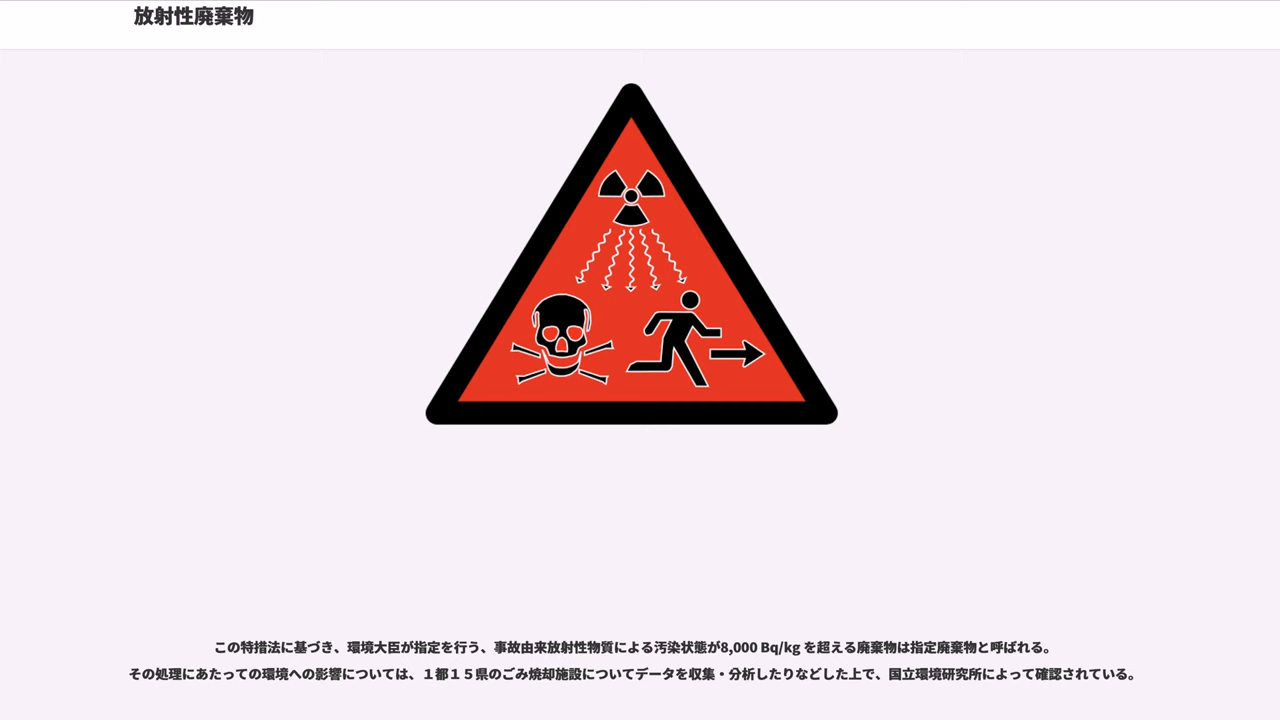 放射性廃棄物
この特措法に基づき、環境大臣が指定を行う、事故由来放射性物質による汚染状態が8,000 Bq/kg を超える廃棄物は指定廃棄物と呼ばれる。
その処理にあたっての環境への影響については、１都１５県のごみ焼却施設についてデータを収集・分析したりなどした上で、国立環境研究所によって確認されている。